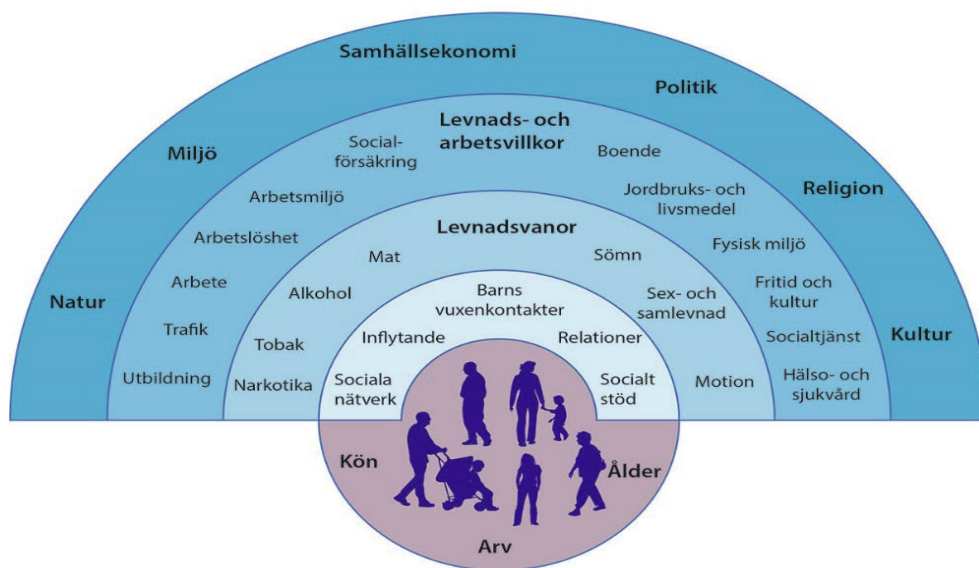 Samhällsekonomi
Politik
Miljö
Religion
Natur
Kultur
Levnads- och
arbetsvillkor
Social-
försäkring
Boende
Arbetsmiljö
Jordbruks- och
livsmedel
Arbetslöshet
Fysisk miljö
Arbete
Fritid och
kultur
Trafik
Socialtjänst
Utbildning
Hälso- och
sjukvård
Levnadsvanor
Mat
Sömn
Alkohol
Sex- och
samlevnad
Tobak
Narkotika
Motion
Barns
vuxenkontakter
Inflytande
Relationer
Sociala
nätverk
Socialt
stöd
Kön
Ålder
Arv